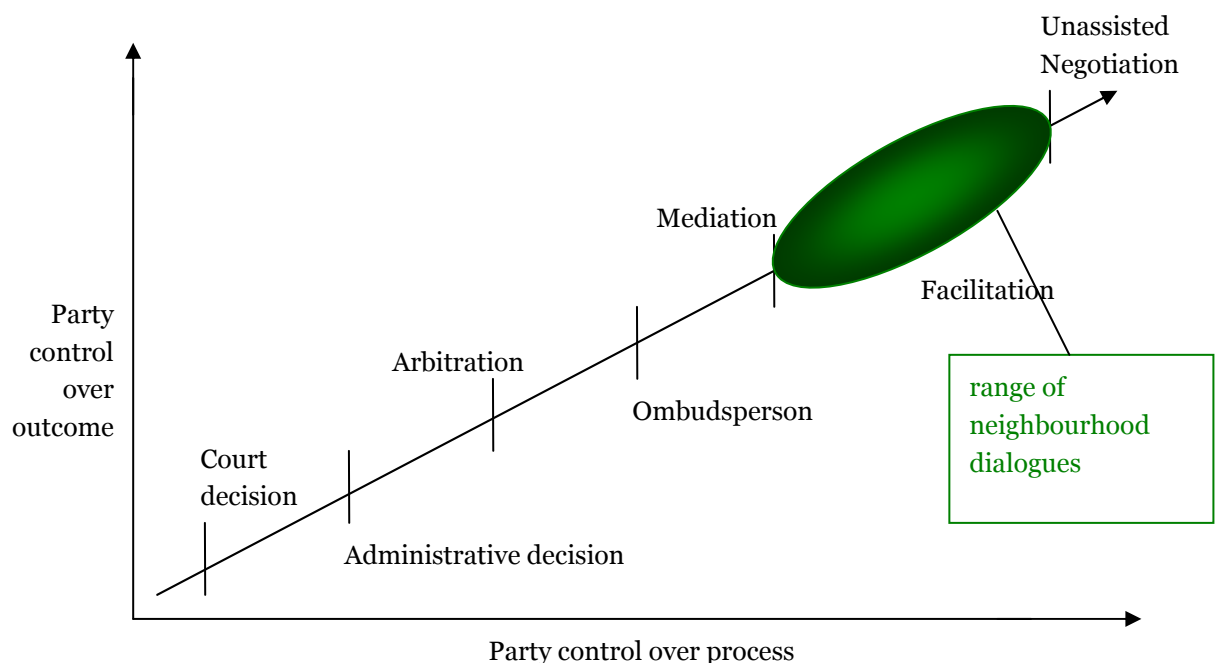 Unassisted
Negotiation
Mediation
Facilitation
Party
control
over
outcome
Arbitration
Ombudsperson
range of
neighbourhood
dialogues
Court
decision
Administrative decision
Party control over process